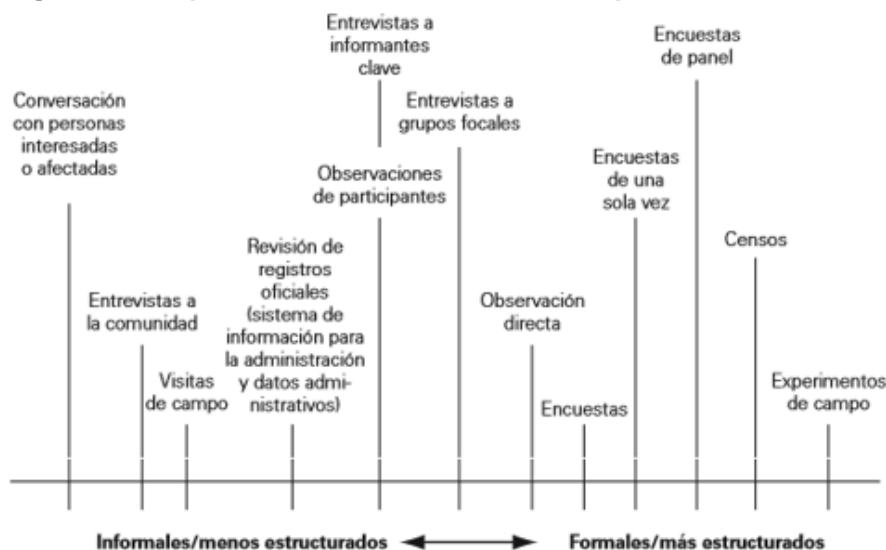 Entrevistas a
informantes
clave
Encuestas
de panel
Conversación
con personas
interesadas
o afectadas
Entrevistas a
grupos focales
Observaciones
de participantes
Encuestas
de una
sola vez
Revisión de
registros
oficiales
(sistema de
información para
la administración
y datos admi-
nistrativos)
Censos
Entrevistas a
la comunidad
Observación
directa
Visitas
de campo
Encuestas
Experimentos
de campo
Informales/menos estructurados
Formales/más estructurados